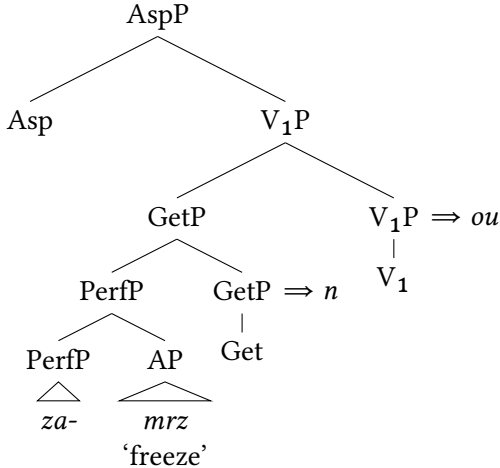 AspP
Asp V₁P
GetP V₁P ⇒ ou
PerfP GetP ⇒ n V₁
PerfP AP Get
za- mrz
‘freeze’